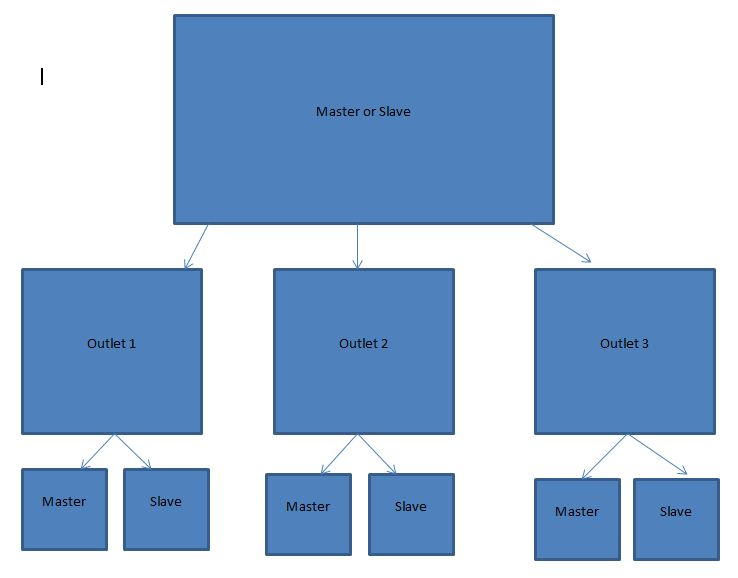 Master or Slave
Outlet 1
Outlet 2
Outlet 3
Master
Slave
Master
Slave
Master
Slave